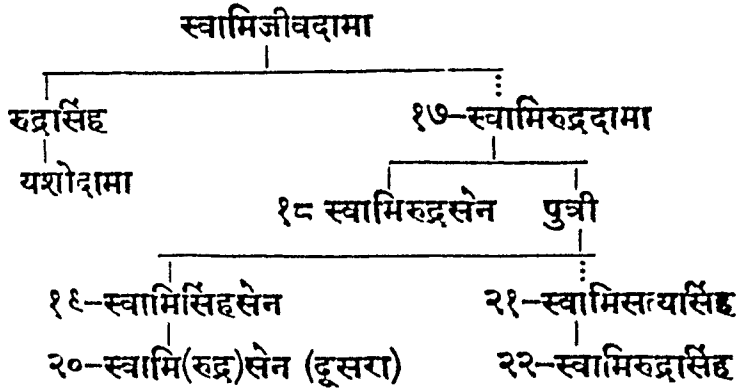 स्वामिजीवदामा
रुद्रसिंह १७–स्वामिरुद्रदामा
यशोदामा
१८ स्वामिरुद्रसेन पुत्री
१९–स्वामिसिंहसेन २१–स्वामिसत्यसिंह
२०–स्वामि(रुद्र)सेन (दूसरा) २२–स्वामिरुद्रसिंह